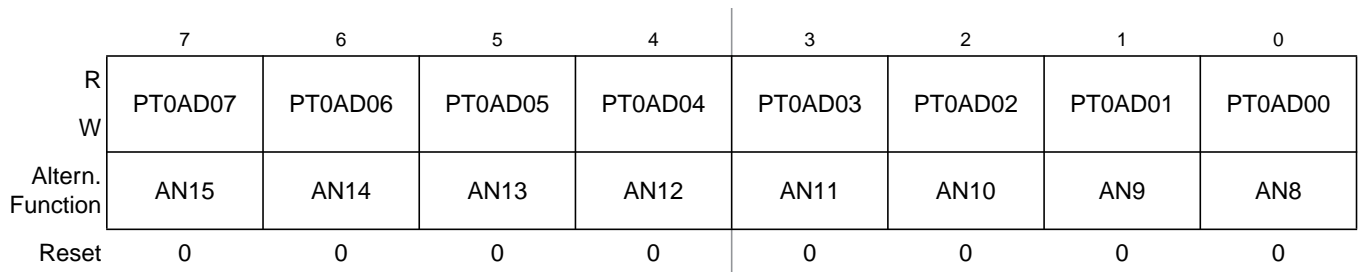 7 6 5 4 3 2 1 0
R
W
PT0AD07 PT0AD06 PT0AD05 PT0AD04 PT0AD03 PT0AD02 PT0AD01 PT0AD00
Altern.
Function
AN15 AN14 AN13 AN12 AN11 AN10 AN9 AN8
Reset 0 0 0 0 0 0 0 0